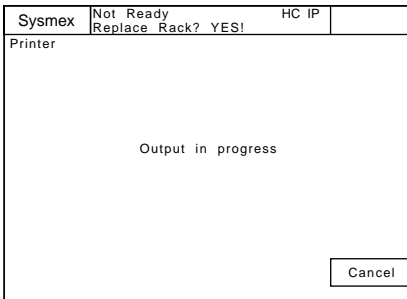 Sysmex
Not Ready HC IP
Replace Rack? YES!
Printer
Output in progress
Cancel